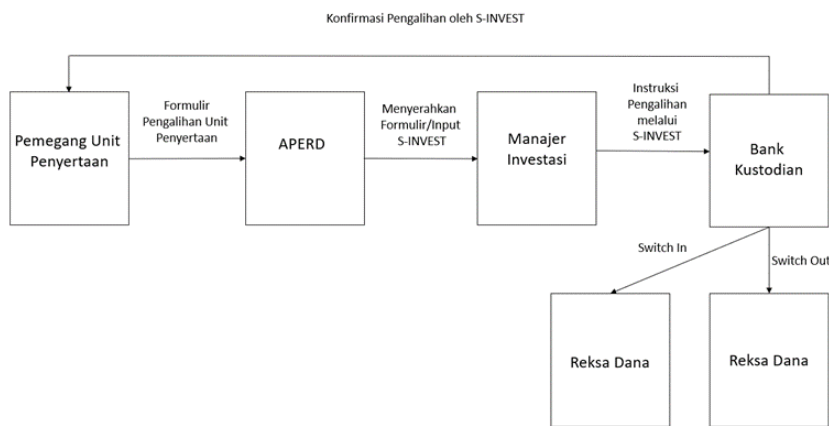 Konfirmasi Pengalihan oleh S-INVEST
Pemegang Unit
Penyertaan
Formulir
Pengalihan Unit
Penyertaan
APERD
Menyerahkan
Formulir/Input
S-INVEST
Manajer
Investasi
Instruksi
Pengalihan
melalui
S-INVEST
Bank
Kustodian
Switch In
Switch Out
Reksa Dana
Reksa Dana